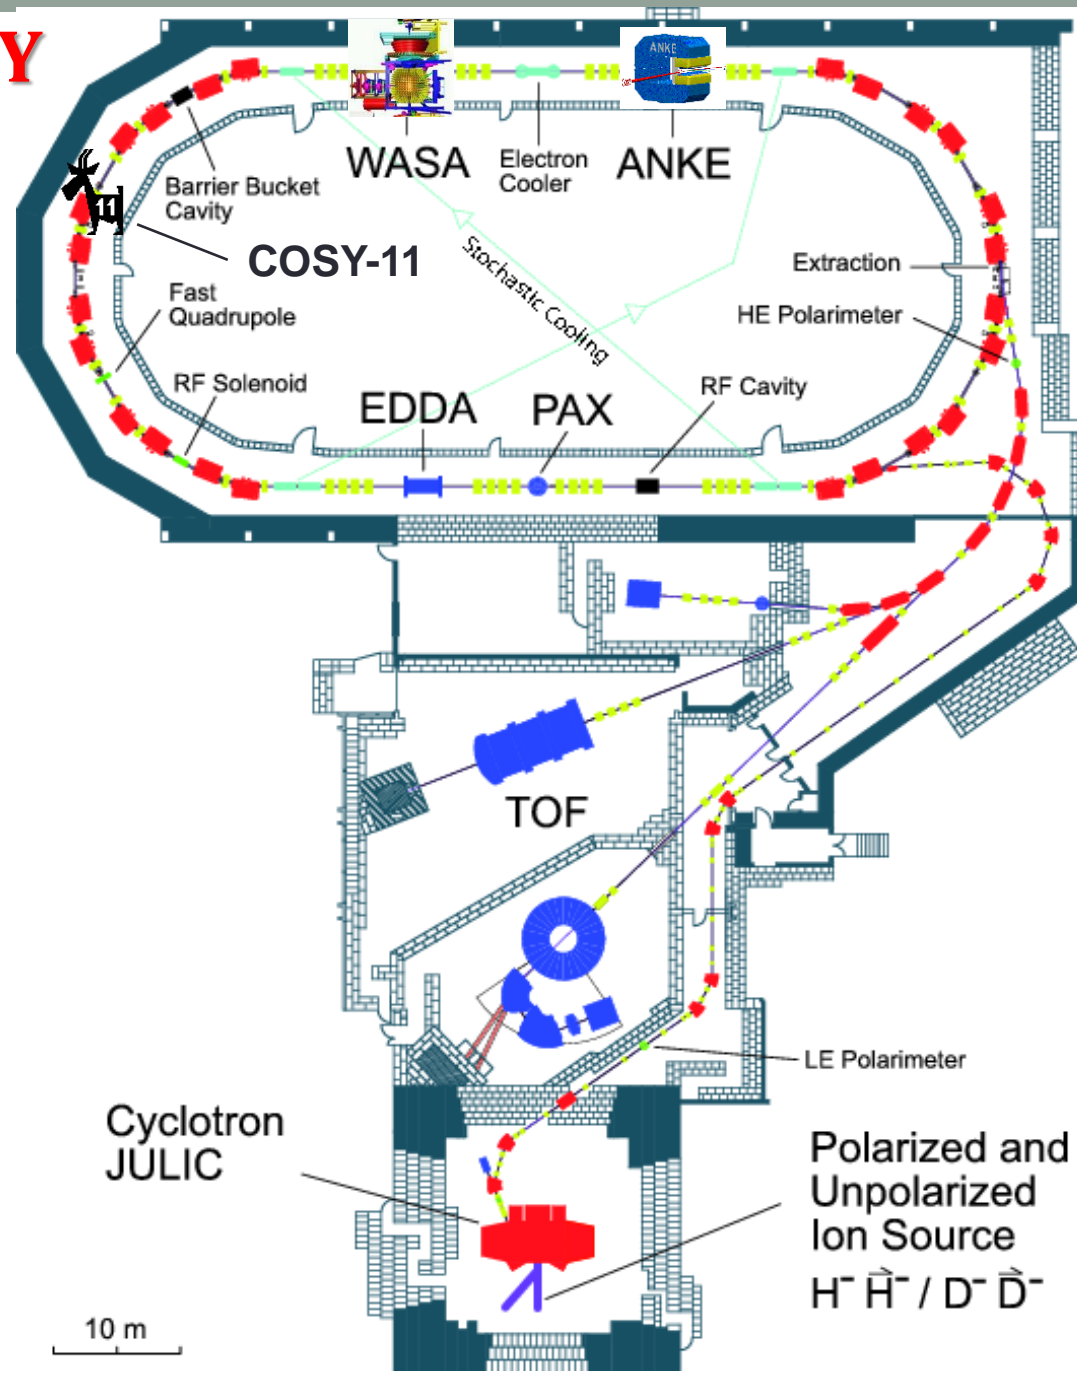 Y
ANKE
WASA
Electron
Cooler
ANKE
Barrier Bucket
Cavity
11
COSY-11
Stochastic Cooling
Extraction
Fast
Quadrupole
HE Polarimeter
RF Solenoid
RF Cavity
EDDA
PAX
TOF
LE Polarimeter
Cyclotron
JULIC
Polarized and
Unpolarized
Ion Source
H⁻ H⃗⁻ / D⁻ D⃗⁻
10 m